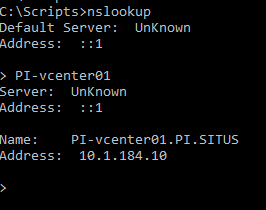 C:\Scripts>nslookup
Default Server:  UnKnown
Address:  ::1
> PI-vcenter01
Server:  UnKnown
Address:  ::1
Name:    PI-vcenter01.PI.SITUS
Address:  10.1.184.10
>